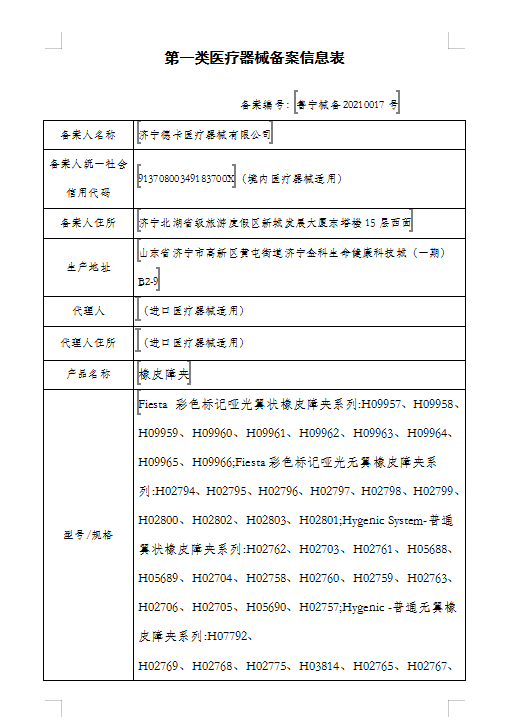 第一类医疗器械备案信息表
备案编号：鲁宁械备20210017号
备案人名称
济宁德卡医疗器械有限公司
备案人统一社会
信用代码
91370800349183700X（境内医疗器械适用）
备案人住所
济宁北湖省级旅游度假区新城发展大厦东塔楼15层西面
生产地址
山东省济宁市高新区黄屯街道济宁金科生命健康科技城（一期）
B2-9
代理人
（进口医疗器械适用）
代理人住所
（进口医疗器械适用）
产品名称
橡皮障夹
型号/规格
Fiesta 彩色标记哑光翼状橡皮障夹系列:H09957、H09958、
H09959、H09960、H09961、H09962、H09963、H09964、
H09965、H09966;Fiesta彩色标记哑光无翼橡皮障夹系
列:H02794、H02795、H02796、H02797、H02798、H02799、
H02800、H02802、H02803、H02801;Hygenic System-普通
翼状橡皮障夹系列:H02762、H02703、H02761、H05688、
H05689、H02704、H02758、H02760、H02759、H02763、
H02706、H02705、H05690、H02757;Hygenic -普通无翼橡
皮障夹系列:H07792、
H02769、H02768、H02775、H03814、H02765、H02767、